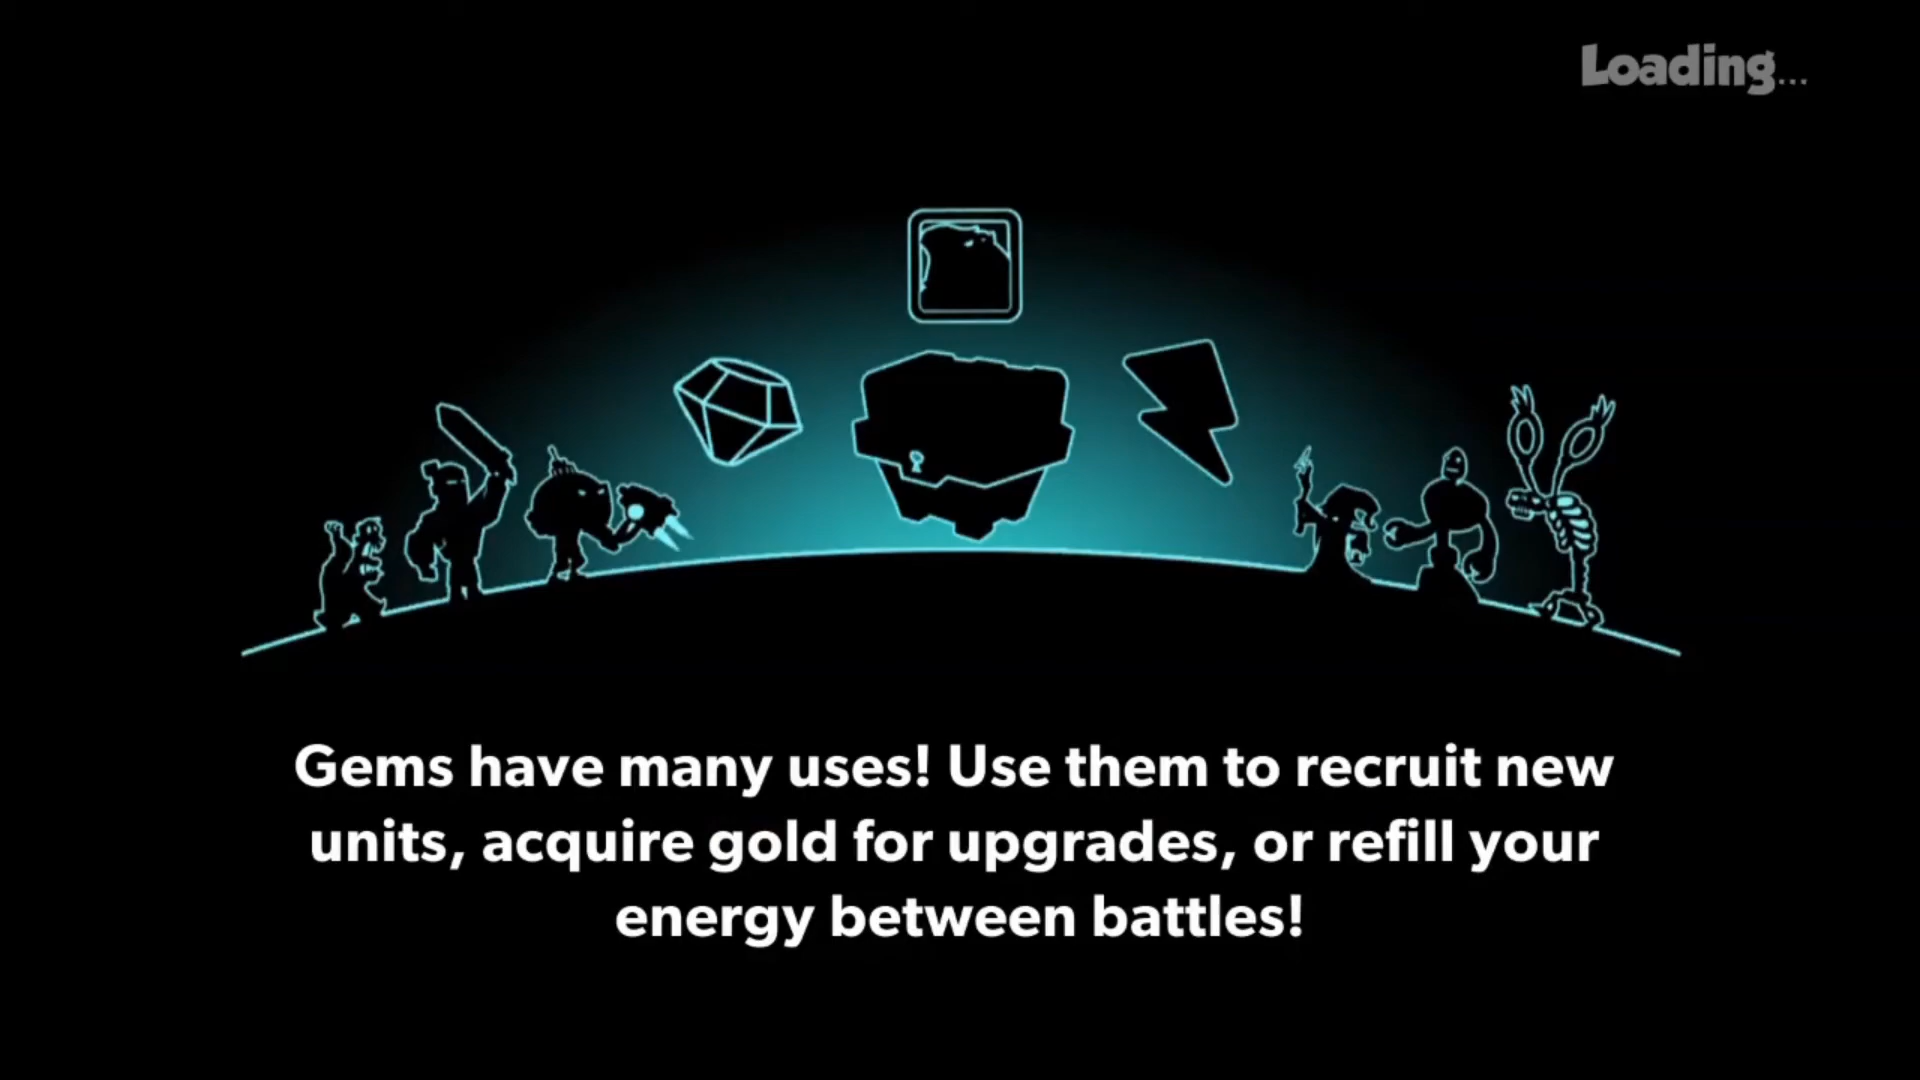 Loading...
Gems have many uses! Use them to recruit new
units, acquire gold for upgrades, or refill your
energy between battles!